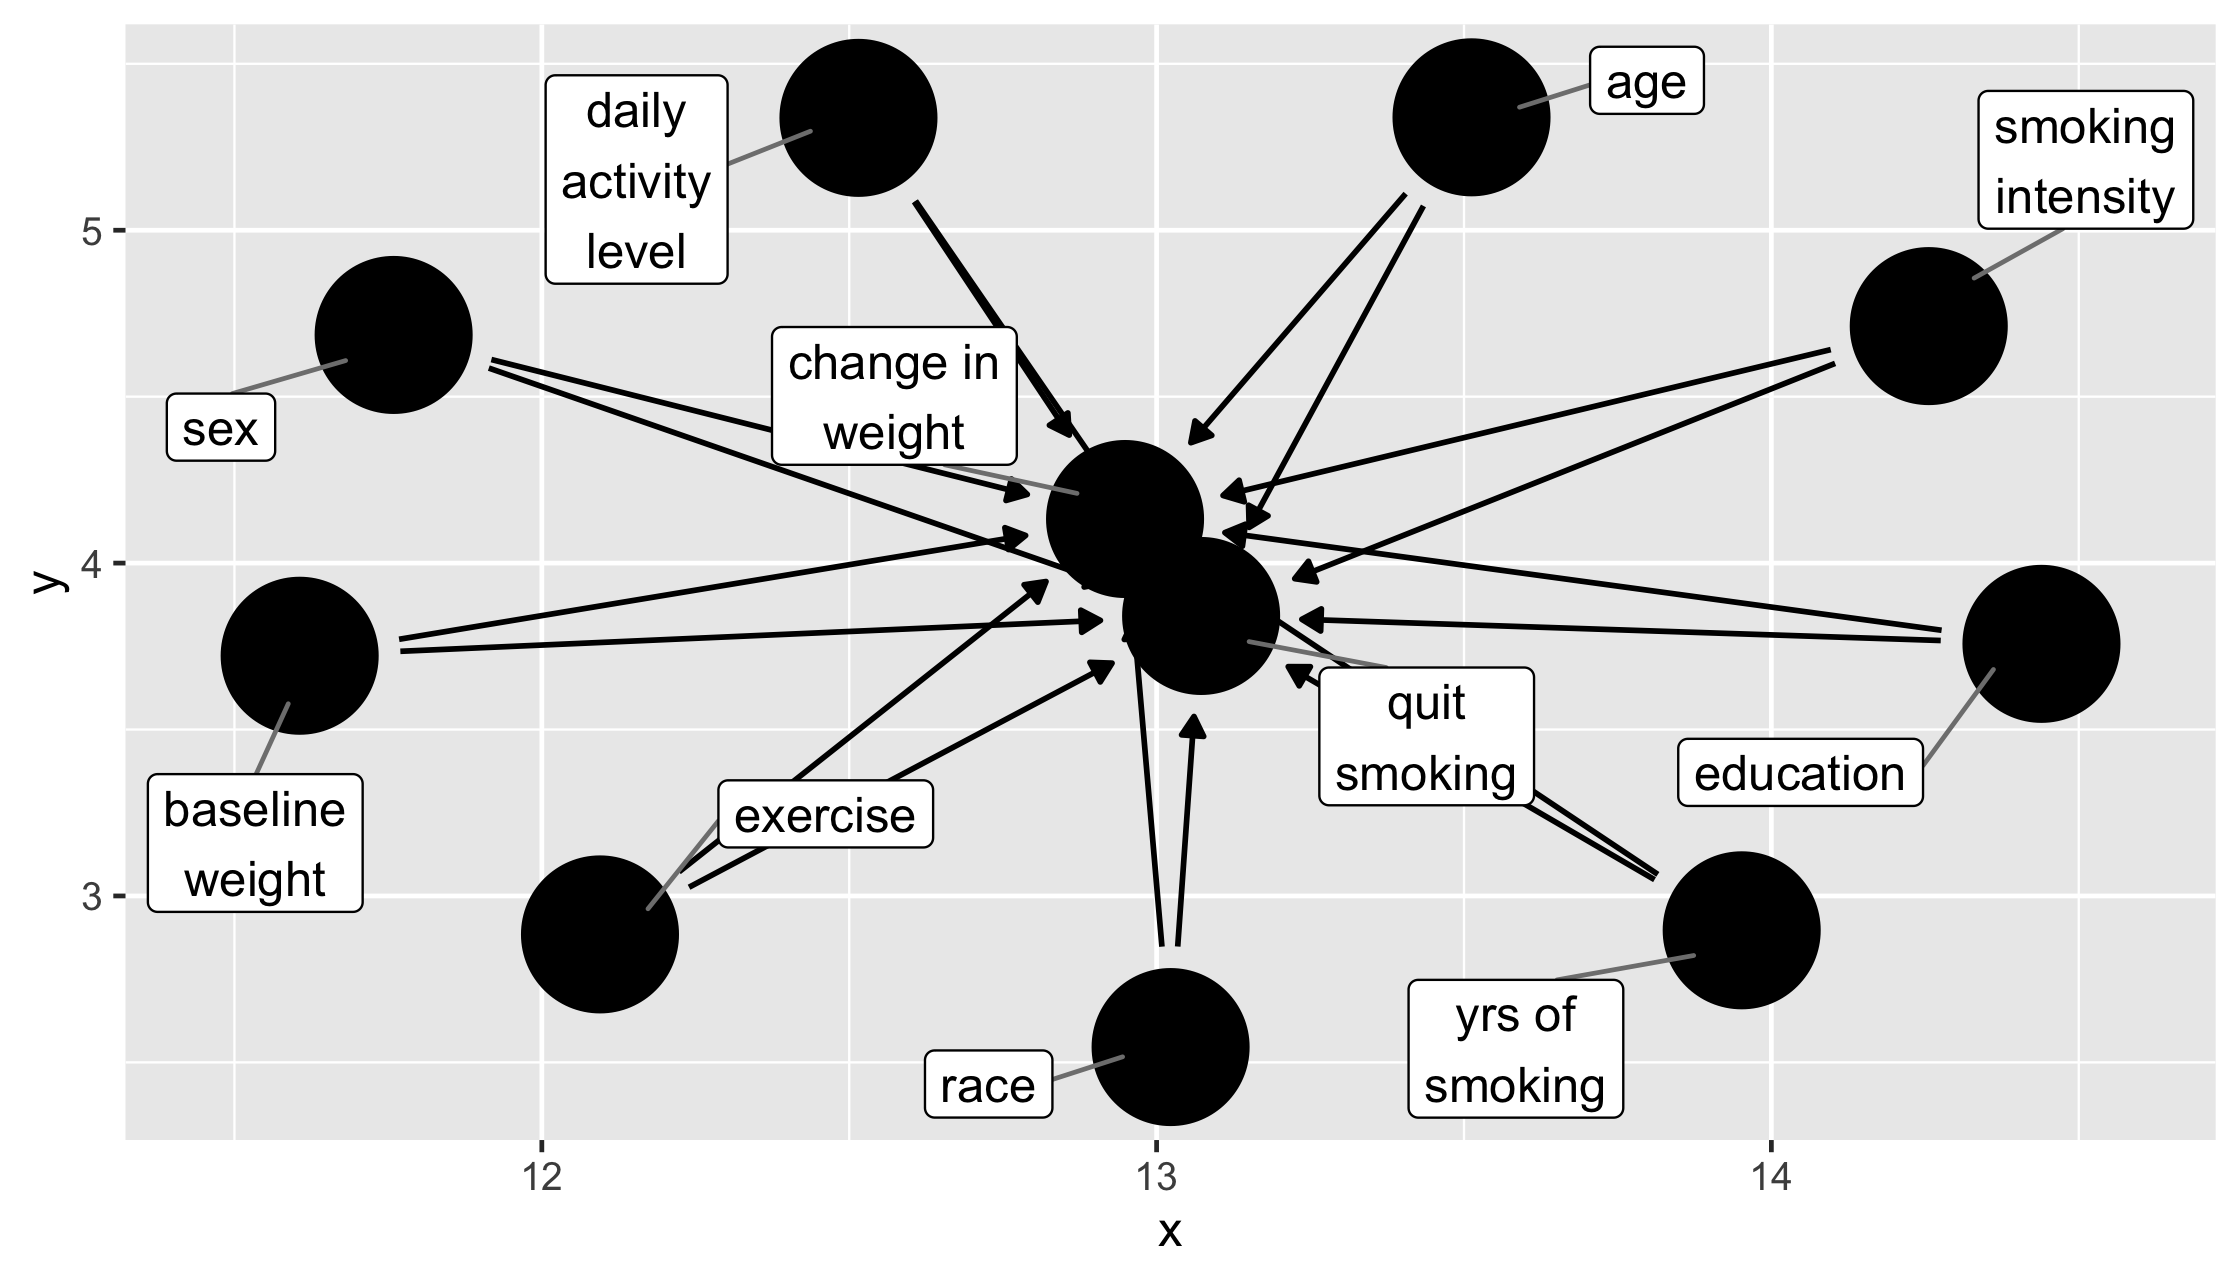 daily
activity
level
age
smoking
intensity
change in
weight
sex
quit
smoking
education
baseline
weight
exercise
yrs of
smoking
race
5
4
3
y
12
13
14
x